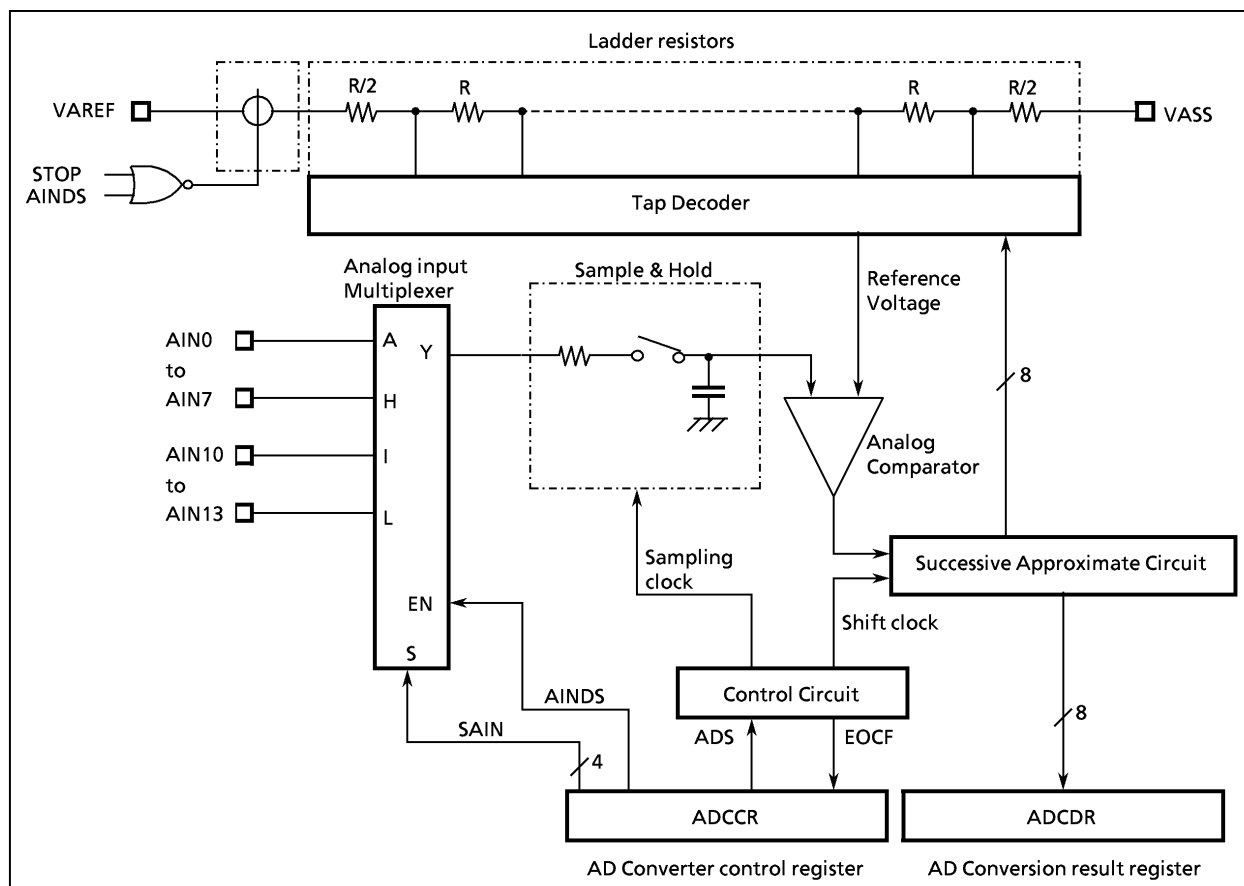 Ladder resistors
R/2
R
R
R/2
VAREF
VASS
STOP
AINDS
Tap Decoder
Analog input
Multiplexer
Sample & Hold
Reference
Voltage
AIN0
to
AIN7
AIN10
to
AIN13
A
Y
H
I
L
EN
S
8
Analog
Comparator
Sampling
clock
Successive Approximate Circuit
Shift clock
Control Circuit
AINDS
SAIN
4
ADS
EOCF
8
ADCCR
ADCDR
AD Converter control register
AD Conversion result register